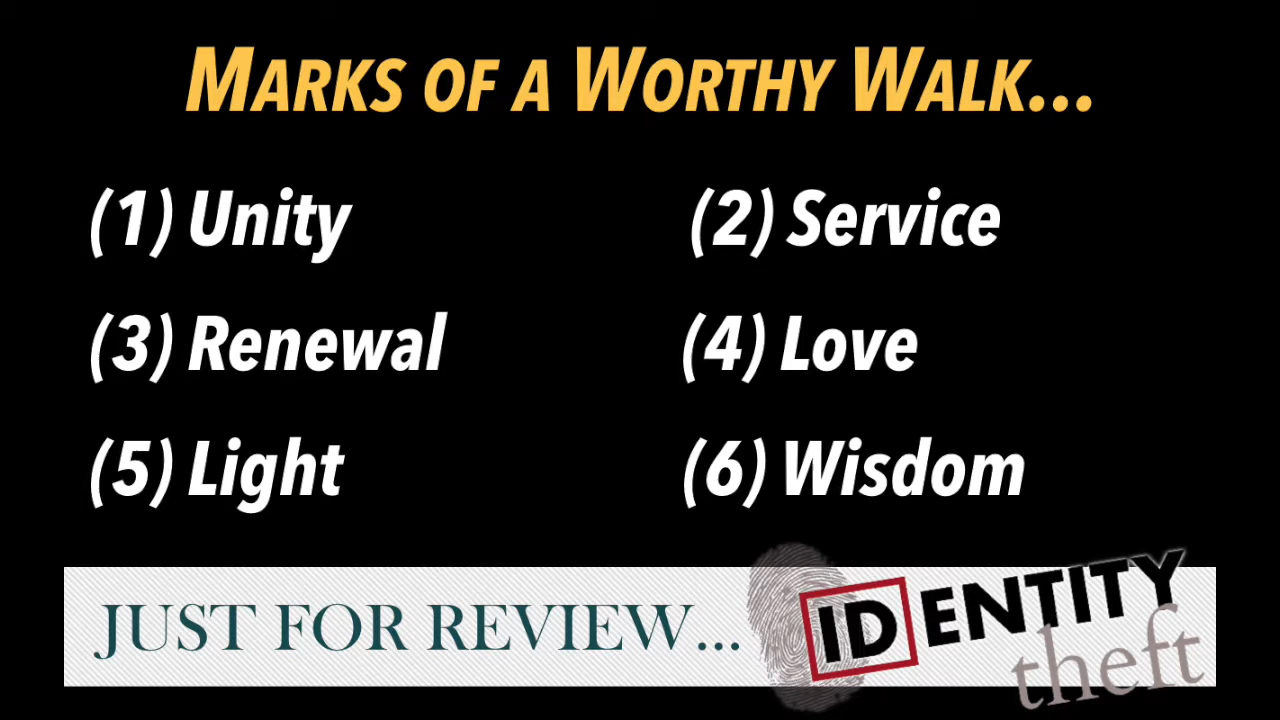 MARKS OF A WORTHY WALK...
(1) Unity
(2) Service
(3) Renewal
(4) Love
(5) Light
(6) Wisdom
JUST FOR REVIEW...
IDENTITY
theft